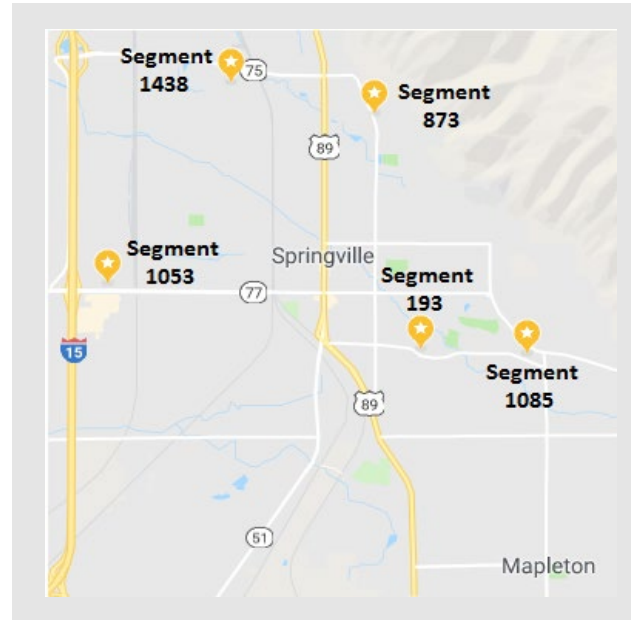 Segment
1438
75
Segment
873
89
Segment
1053
Springville
Segment
193
77
15
Segment
1085
89
51
Mapleton